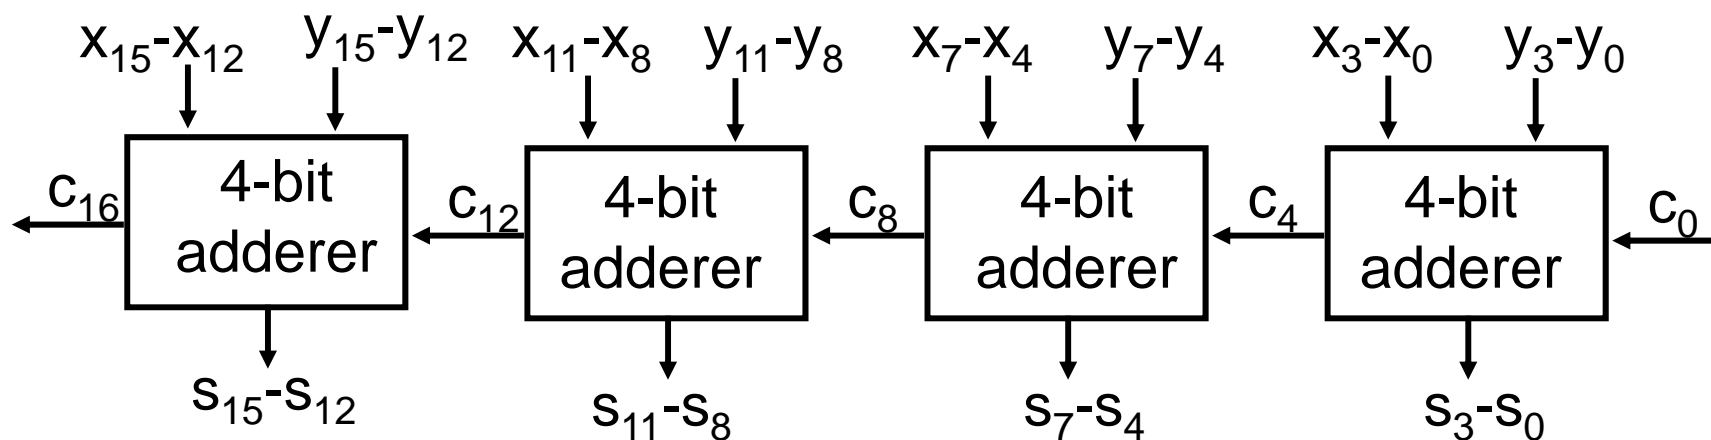 x₁₅-x₁₂ y₁₅-y₁₂ x₁₁-x₈ y₁₁-y₈ x₇-x₄ y₇-y₄ x₃-x₀ y₃-y₀
c₁₆ 4-bit c₁₂ 4-bit c₈ 4-bit c₄ 4-bit c₀
adderer adderer adderer adderer
s₁₅-s₁₂ s₁₁-s₈ s₇-s₄ s₃-s₀